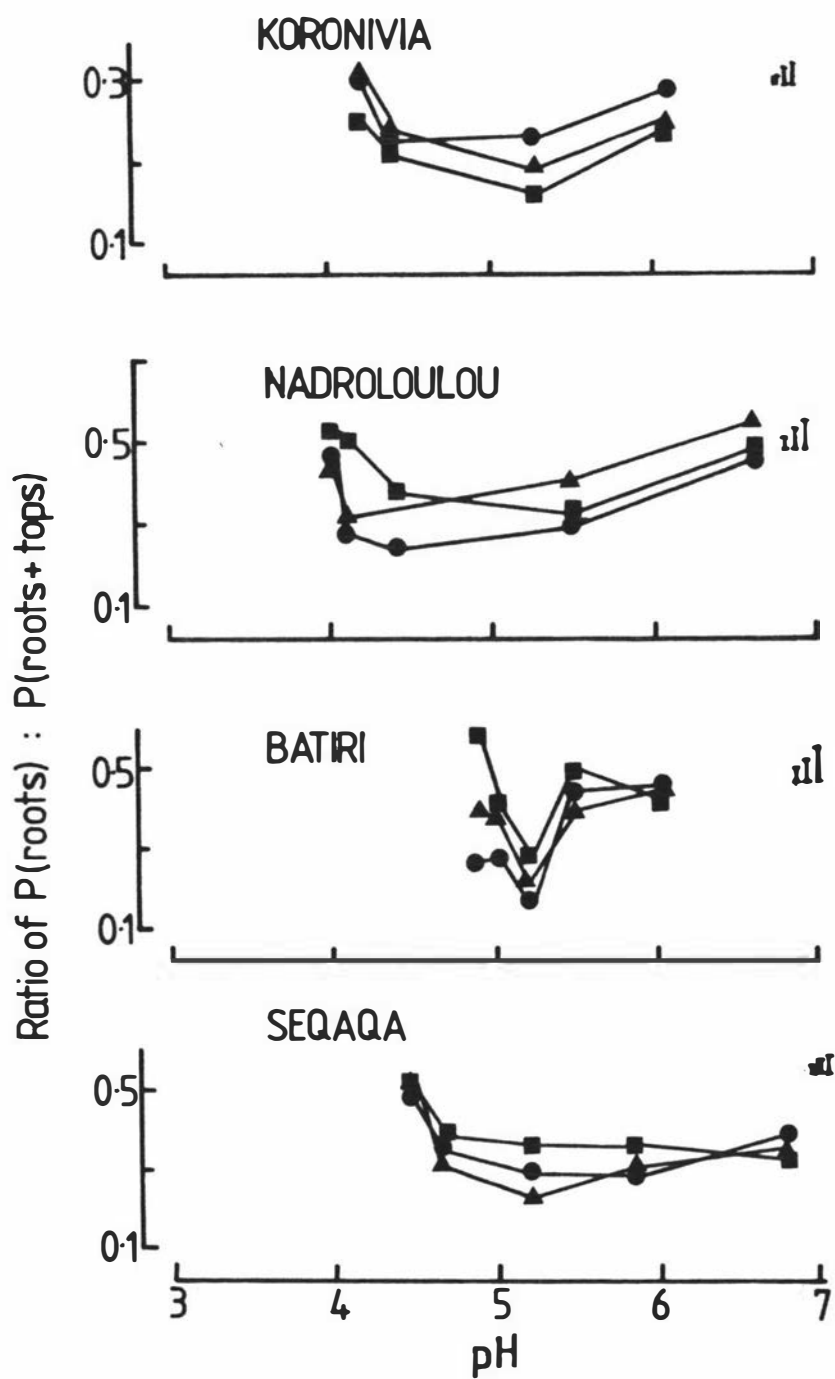 KORONIVIA
0·3
0·1
NADROLOULOU
0·5
0·1
Ratio of P(roots) : P(roots+tops)
BATIRI
0·5
0·1
SEQAQA
0·5
0·1
3 4 5 6 7
pH